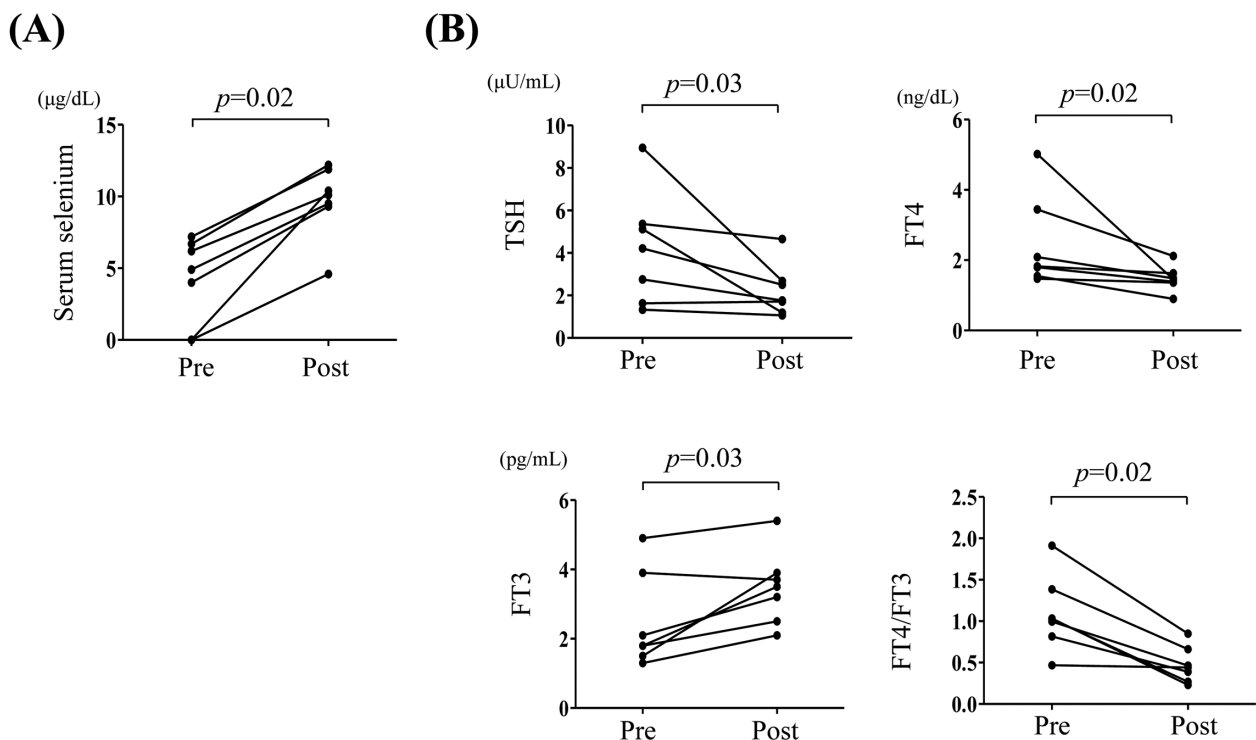 (A)
(μg/dL)
p=0.02
Serum selenium
15
10
5
0
Pre Post
(B)
(μU/mL)
p=0.03
TSH
10
8
6
4
2
0
Pre Post
(ng/dL)
p=0.02
FT4
6
4
2
0
Pre Post
(pg/mL)
p=0.03
FT3
6
4
2
0
Pre Post
p=0.02
FT4/FT3
2.5
2.0
1.5
1.0
0.5
0.0
Pre Post